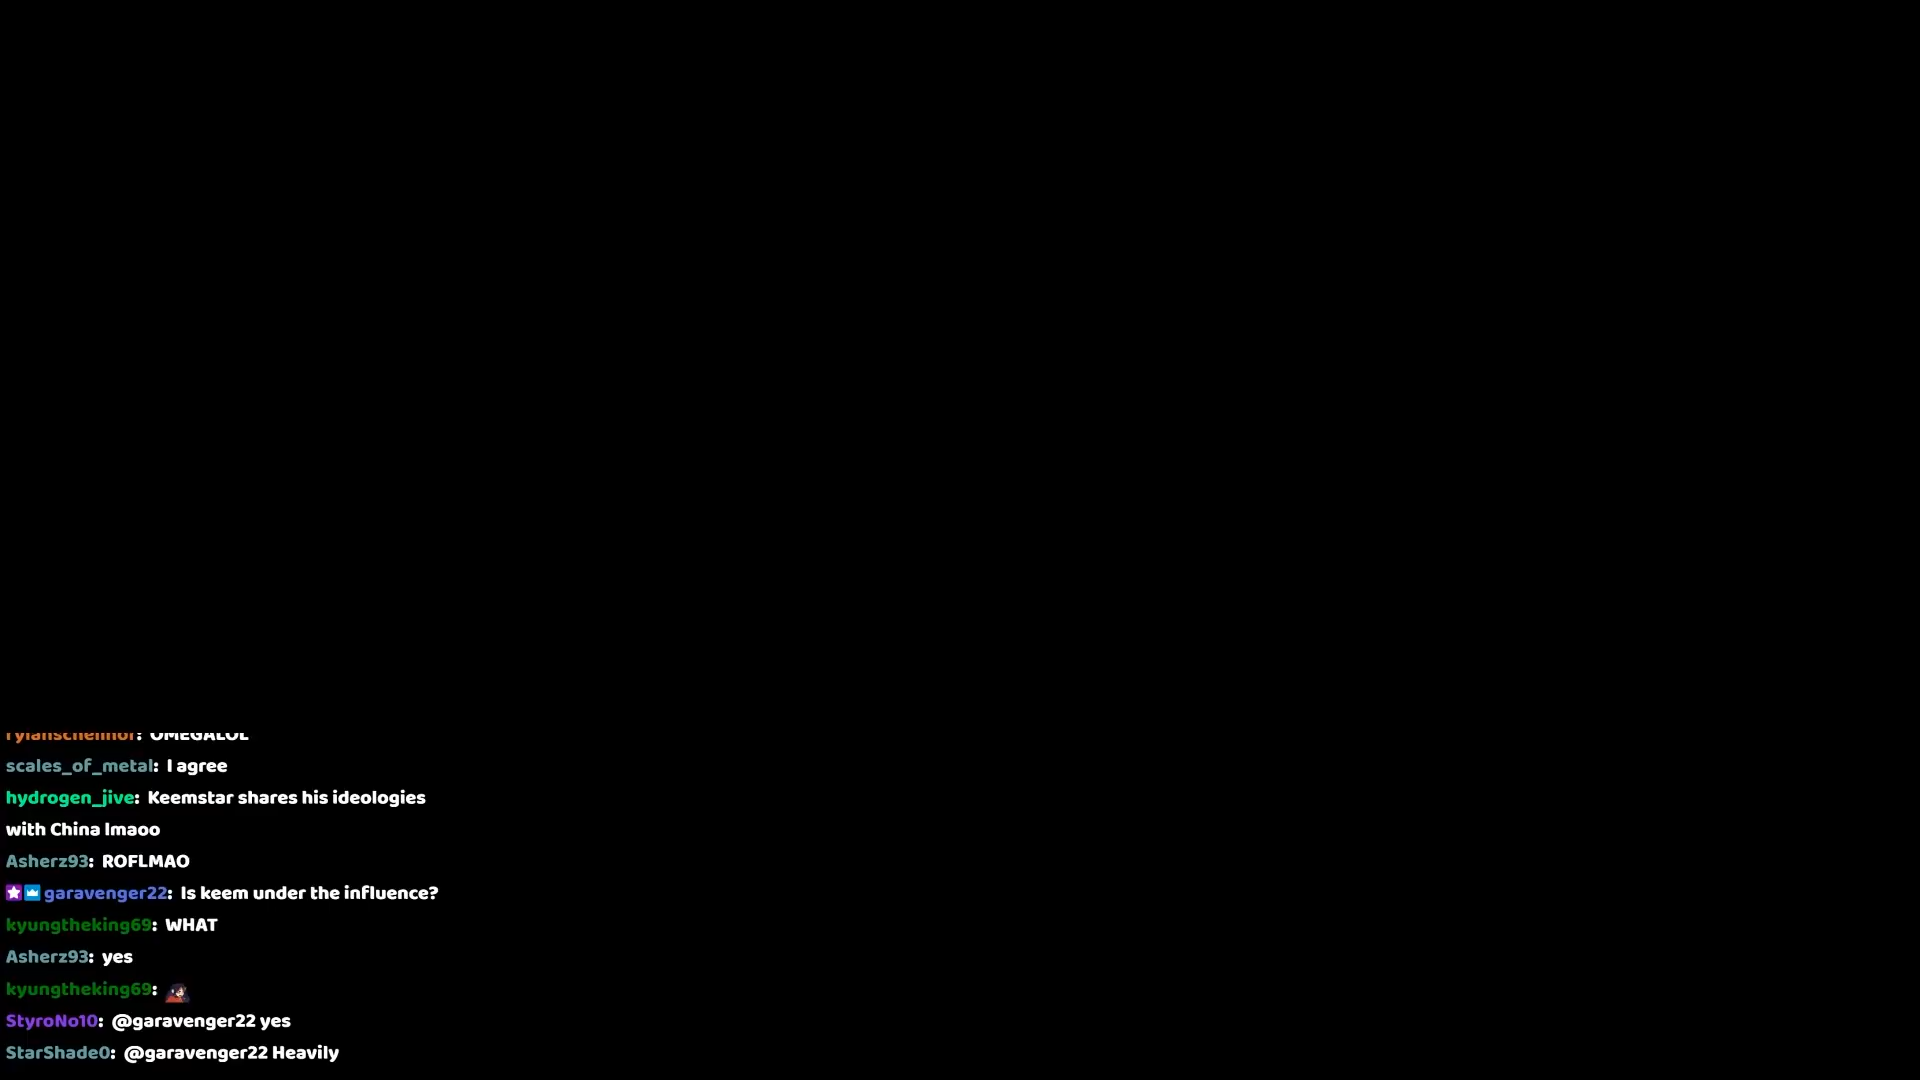 : OMEGALOL
scales_of_metal: I agree
hydrogen_jive: Keemstar shares his ideologies
with China lmaoo
Asherz93: ROFLMAO
garavenger22: Is keem under the influence?
kyungtheking69: WHAT
Asherz93: yes
kyungtheking69:
StyroNo10: @garavenger22 yes
StarShade0: @garavenger22 Heavily